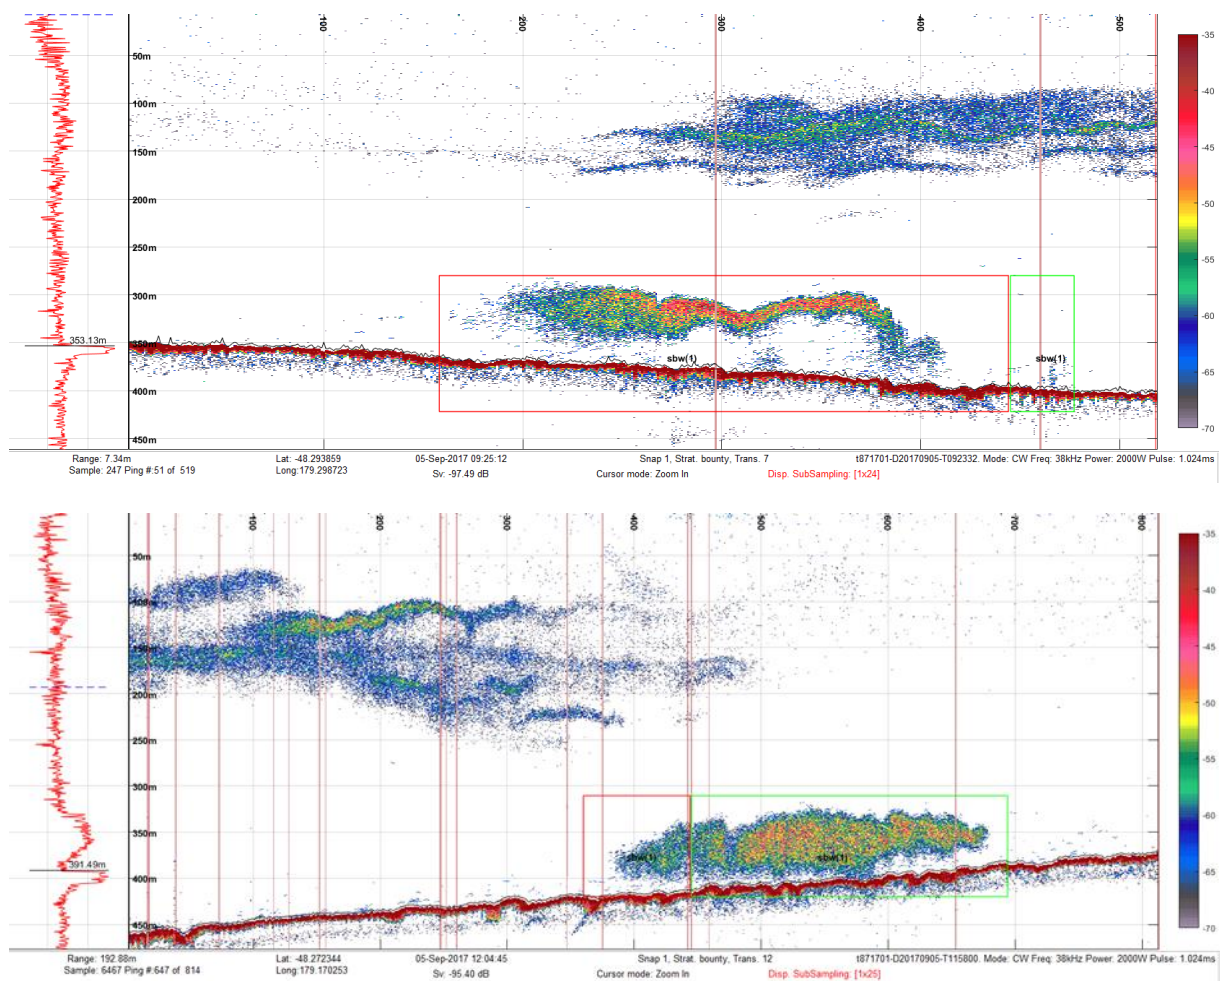 100
200
300
400
500
50m
100m
150m
200m
250m
300m
350m
400m
450m
353.13m
sbw(1)
sbw(1)
-35
-40
-45
-50
-55
-60
-65
-70
Range: 7.34m
Lat: -48.293859
05-Sep-2017 09:25:12
Snap 1, Strat. bounty, Trans. 7
t871701-D20170905-T092332. Mode: CW Freq: 38kHz Power: 2000W Pulse: 1.024ms
Sample: 247 Ping #:51 of 519
Long:179.298723
Sv: -97.49 dB
Cursor mode: Zoom In
Disp. SubSampling: [1x24]
100
200
300
400
500
600
700
800
50m
100m
150m
200m
250m
300m
350m
400m
450m
391.49m
sbw(1)
sbw(1)
-35
-40
-45
-50
-55
-60
-65
-70
Range: 192.88m
Lat: -48.272344
05-Sep-2017 12:04:45
Snap 1, Strat. bounty, Trans. 12
t871701-D20170905-T115800. Mode: CW Freq: 38kHz Power: 2000W Pulse: 1.024ms
Sample: 6467 Ping #:647 of 814
Long:179.170253
Sv: -95.40 dB
Cursor mode: Zoom In
Disp. SubSampling: [1x25]